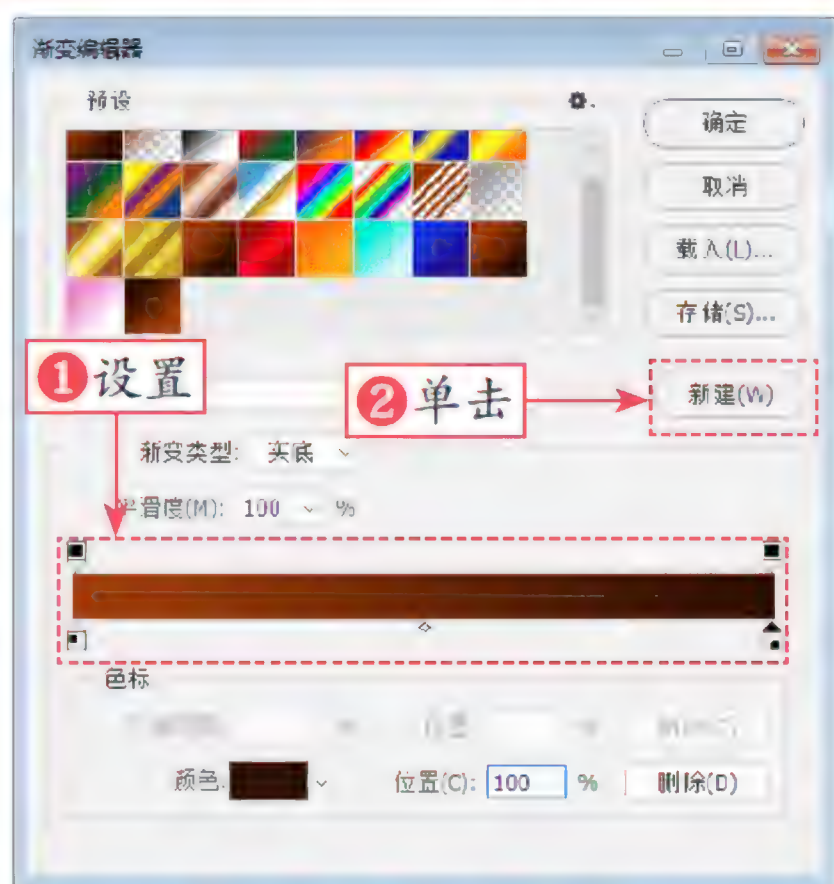 渐变编辑器
预设
确定
取消
载入(L)...
存储(S)...
1设置
2单击
新建(W)
渐变类型: 实底
平滑度(M): 100 %
色标
颜色:
位置(C): 100 %
删除(D)